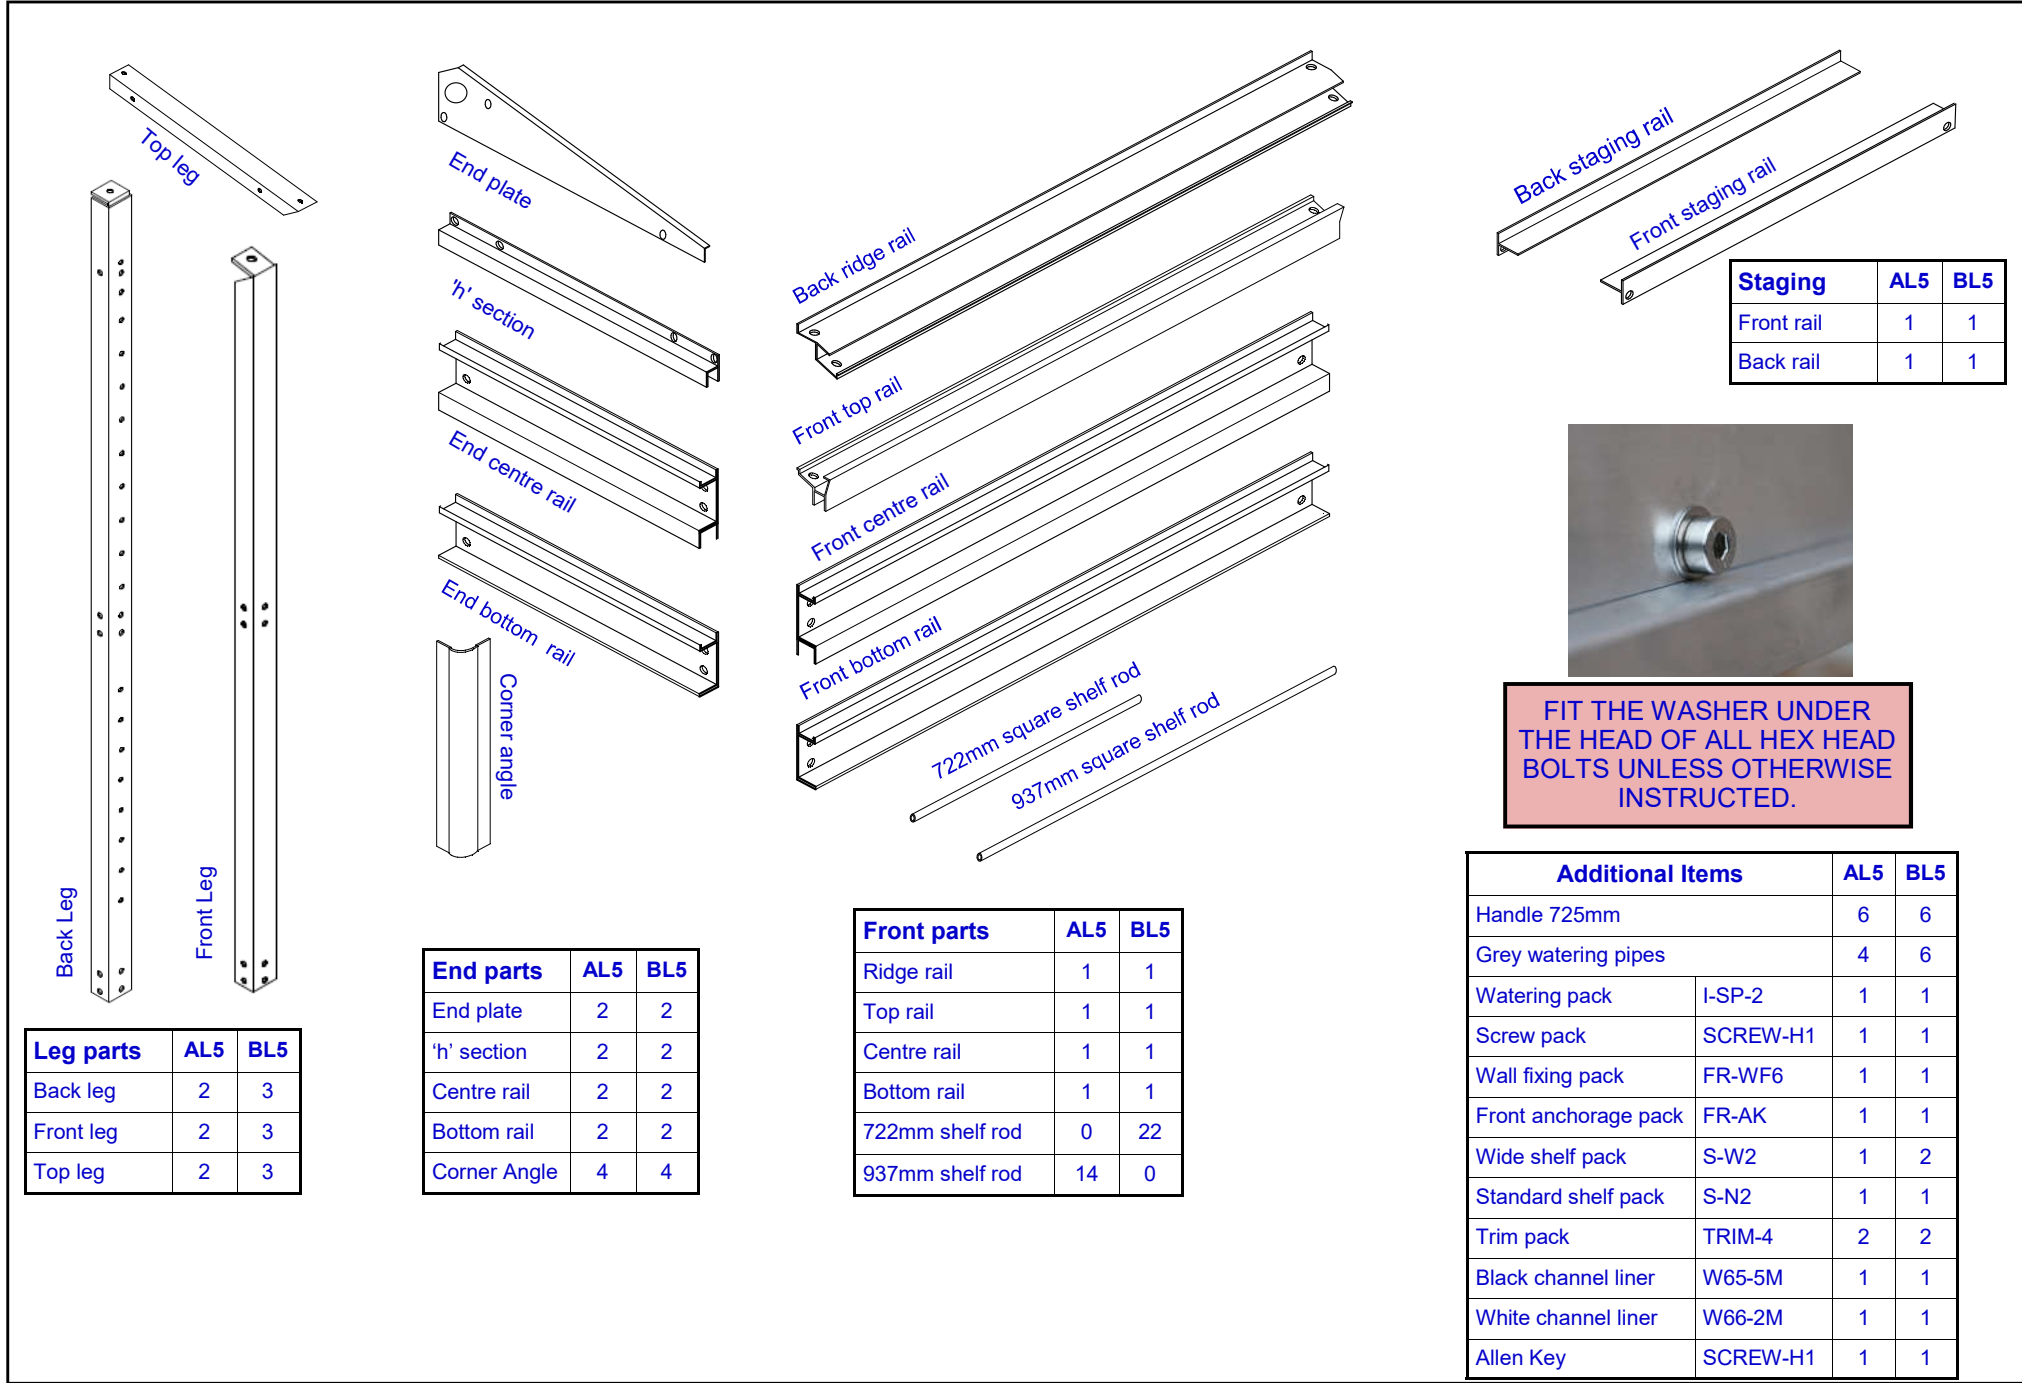 Top leg
Back Leg
Front Leg
End plate
'h' section
End centre rail
End bottom rail
Corner angle
Back ridge rail
Front top rail
Front centre rail
Front bottom rail
722mm square shelf rod
937mm square shelf rod
Back staging rail
Front staging rail
Staging AL5 BL5
Front rail 1 1
Back rail 1 1
FIT THE WASHER UNDER
THE HEAD OF ALL HEX HEAD
BOLTS UNLESS OTHERWISE
INSTRUCTED.
Leg parts AL5 BL5
Back leg 2 3
Front leg 2 3
Top leg 2 3
End parts AL5 BL5
End plate 2 2
‘h’ section 2 2
Centre rail 2 2
Bottom rail 2 2
Corner Angle 4 4
Front parts AL5 BL5
Ridge rail 1 1
Top rail 1 1
Centre rail 1 1
Bottom rail 1 1
722mm shelf rod 0 22
937mm shelf rod 14 0
Additional Items AL5 BL5
Handle 725mm 6 6
Grey watering pipes 4 6
Watering pack I-SP-2 1 1
Screw pack SCREW-H1 1 1
Wall fixing pack FR-WF6 1 1
Front anchorage pack FR-AK 1 1
Wide shelf pack S-W2 1 2
Standard shelf pack S-N2 1 1
Trim pack TRIM-4 2 2
Black channel liner W65-5M 1 1
White channel liner W66-2M 1 1
Allen Key SCREW-H1 1 1